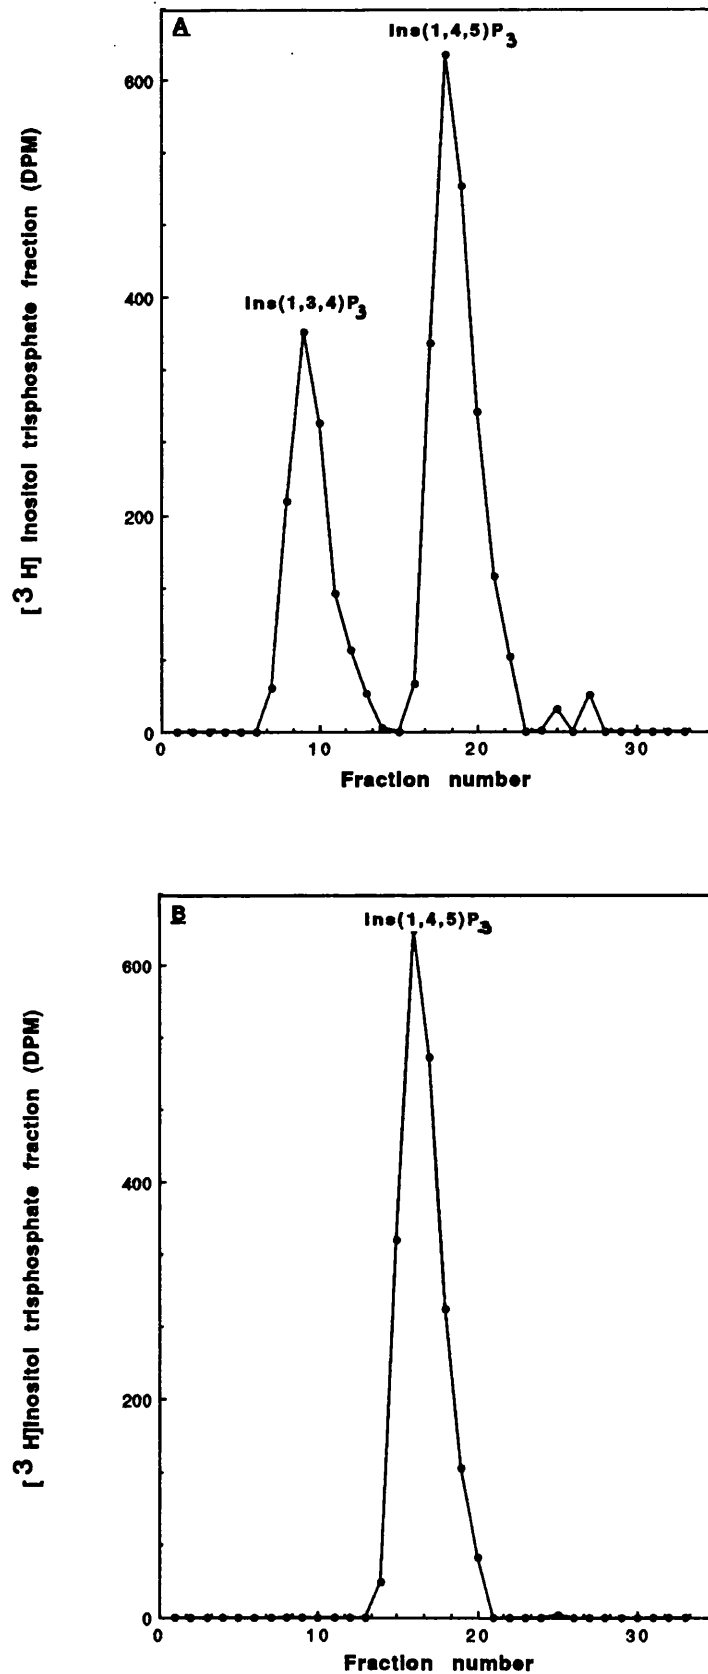 A
Ins(1,4,5)P3
600
Ins(1,3,4)P3
400
200
0
0 10 20 30
Fraction number
[3 H] Inositol trisphosphate fraction (DPM)
B
Ins(1,4,5)P3
600
400
200
0
0 10 20 30
Fraction number
[3 H]Inositol trisphosphate fraction (DPM)